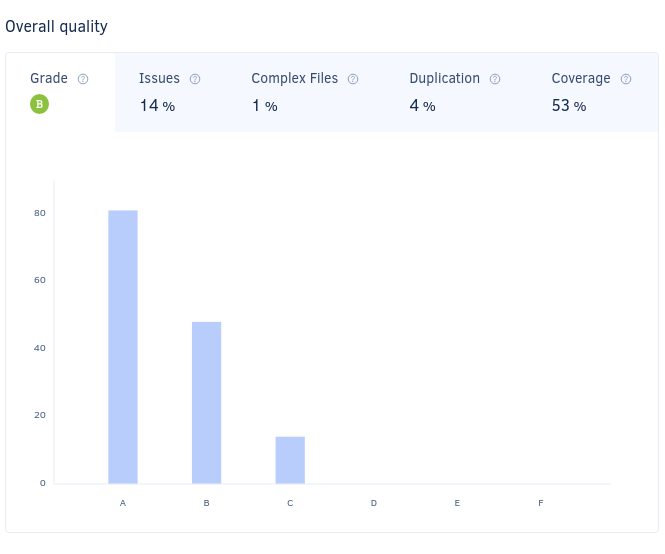 Overall quality
Grade ? Issues ? Complex Files ? Duplication ? Coverage ?
B 14 % 1 % 4 % 53 %
80
60
40
20
0
A B C D E F